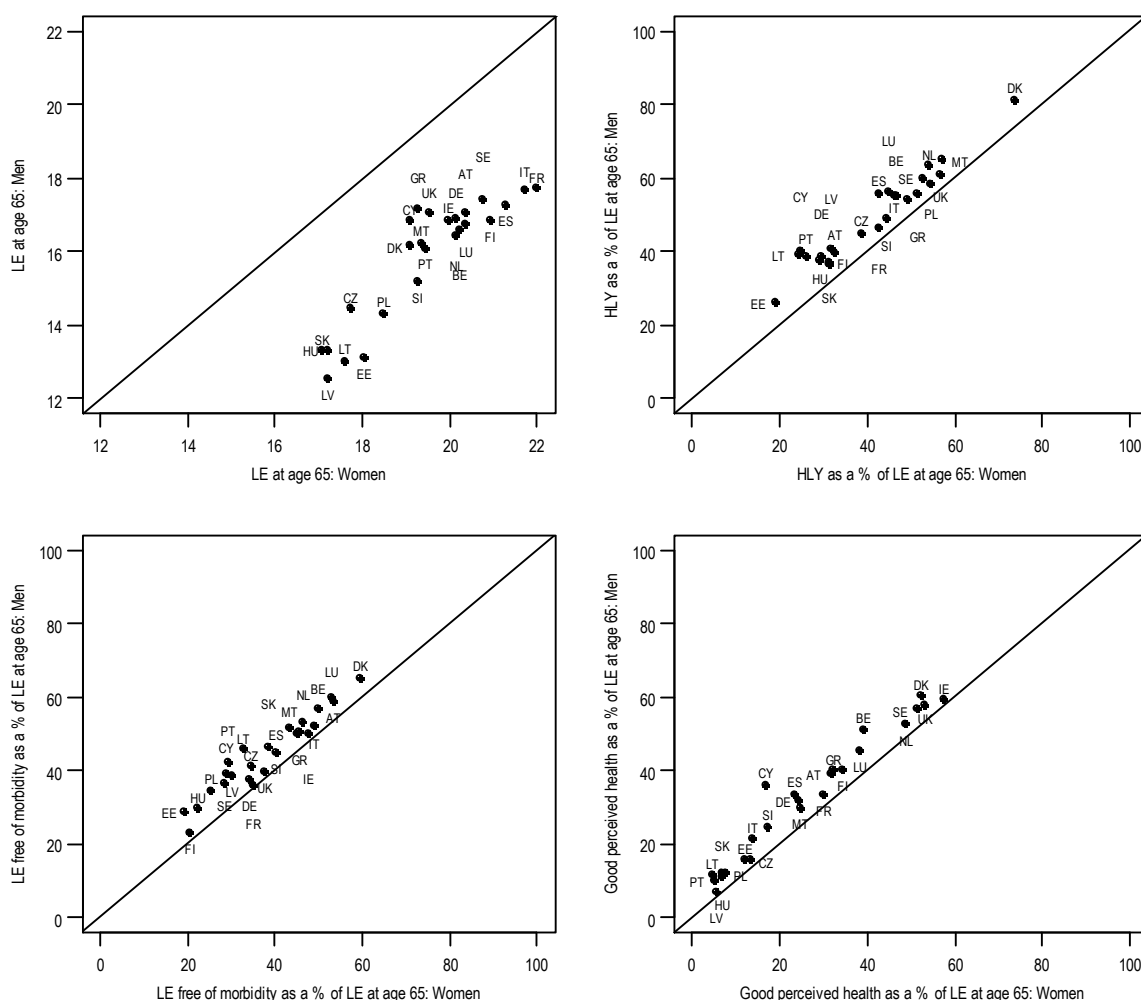 22
20
18
16
14
12
LE at age 65: Men
SE
AT
IT
FR
GR
UK
DE
CY
IE
ES
MT
DK
FI
LU
PT
NL
BE
SI
CZ
PL
SK
HU
LT
EE
LV
12 14 16 18 20 22
LE at age 65: Women
100
80
60
40
20
0
HLY as a % of LE at age 65: Men
DK
LU
NL
BE
MT
ES
SE
CY
LV
UK
DE
IT
PL
CZ
PT
AT
GR
SI
LT
FI
FR
HU
SK
EE
0 20 40 60 80 100
HLY as a % of LE at age 65: Women
100
80
60
40
20
0
LE free of morbidity as a % of LE at age 65: Men
DK
LU
BE
NL
SK
MT
AT
PT
LT
ES
IT
CY
CZ
GR
SI
IE
PL
LV
UK
HU
SE
DE
EE
FR
FI
0 20 40 60 80 100
LE free of morbidity as a % of LE at age 65: Women
100
80
60
40
20
0
Good perceived health as a % of LE at age 65: Men
DK
IE
SE
UK
BE
NL
GR
LU
CY
AT
ES
FI
DE
FR
SI
MT
IT
SK
EE
CZ
LT
PT
PL
HU
LV
0 20 40 60 80 100
Good perceived health as a % of LE at age 65: Women